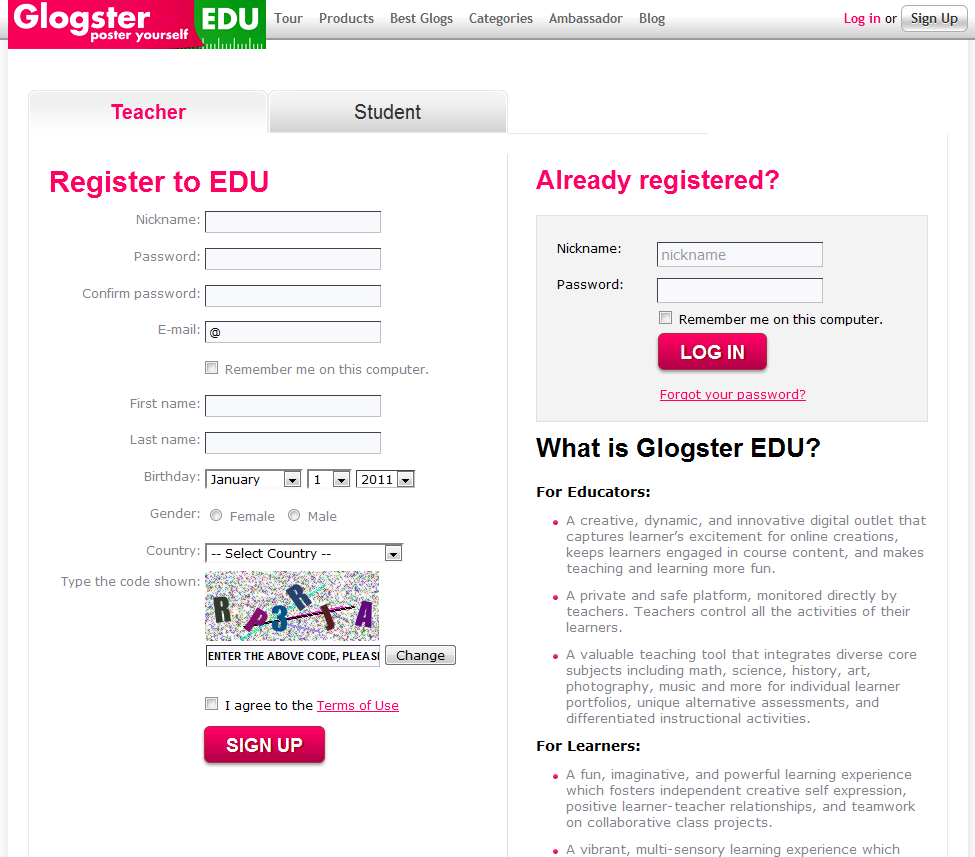 Glogster EDU
poster yourself
Tour Products Best Glogs Categories Ambassador Blog
Log in or Sign Up
Teacher
Student
Register to EDU
Nickname:
Password:
Confirm password:
E-mail: @
Remember me on this computer.
First name:
Last name:
Birthday: January 1 2011
Gender: Female Male
Country: -- Select Country --
Type the code shown:
RP3RJA
ENTER THE ABOVE CODE, PLEAS
Change
I agree to the Terms of Use
SIGN UP
Already registered?
Nickname: nickname
Password:
Remember me on this computer.
LOG IN
Forgot your password?
What is Glogster EDU?
For Educators:
A creative, dynamic, and innovative digital outlet that
captures learner’s excitement for online creations,
keeps learners engaged in course content, and makes
teaching and learning more fun.
A private and safe platform, monitored directly by
teachers. Teachers control all the activities of their
learners.
A valuable teaching tool that integrates diverse core
subjects including math, science, history, art,
photography, music and more for individual learner
portfolios, unique alternative assessments, and
differentiated instructional activities.
For Learners:
A fun, imaginative, and powerful learning experience
which fosters independent creative self expression,
positive learner-teacher relationships, and teamwork
on collaborative class projects.
A vibrant, multi-sensory learning experience which